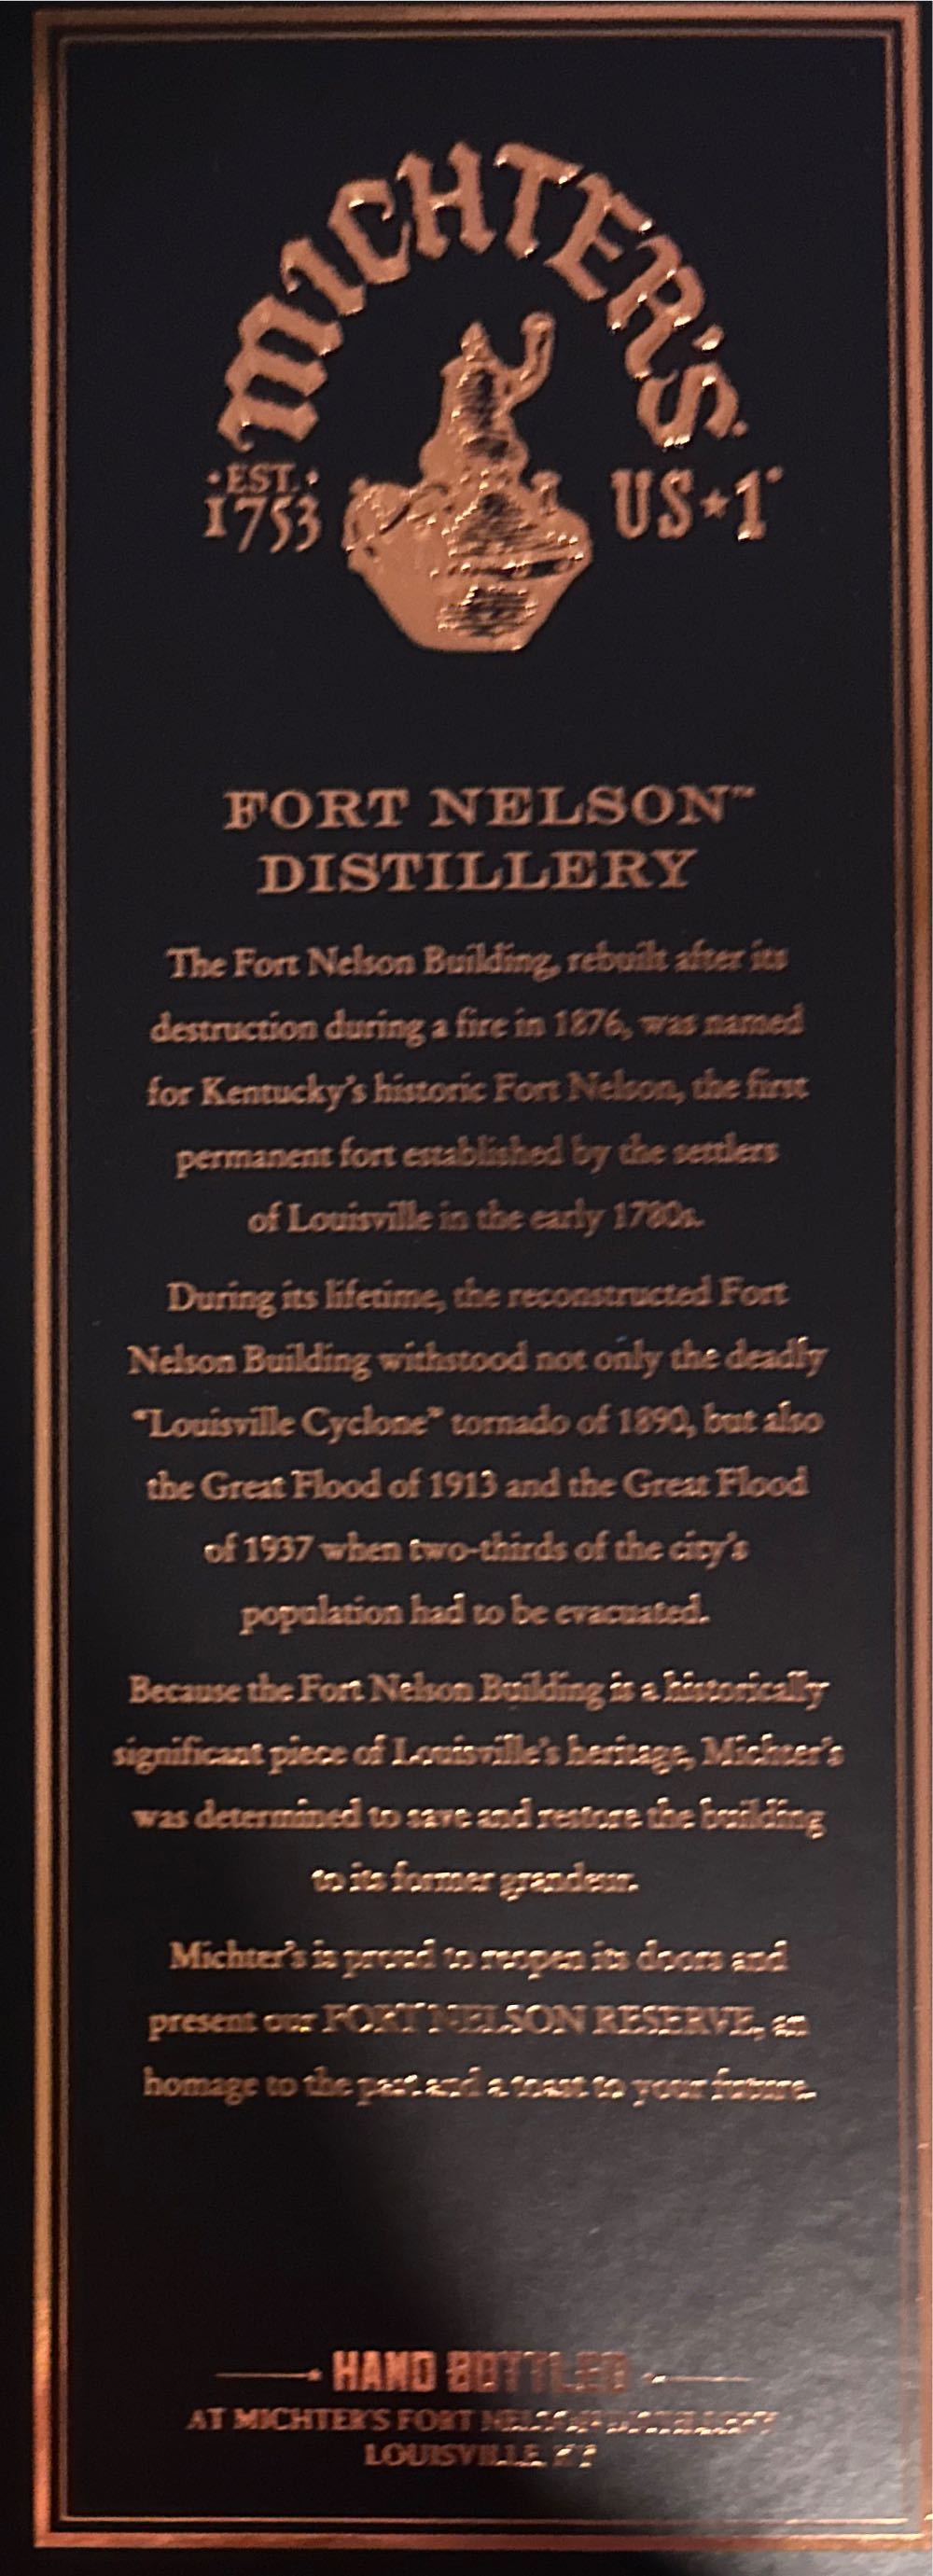 MICHTER'S
·EST.·
1753
US★1®
FORT NELSON™
DISTILLERY
The Fort Nelson Building, rebuilt after its
destruction during a fire in 1876, was named
for Kentucky's historic Fort Nelson, the first
permanent fort established by the settlers
of Louisville in the early 1780s.
During its lifetime, the reconstructed Fort
Nelson Building withstood not only the deadly
"Louisville Cyclone" tornado of 1890, but also
the Great Flood of 1913 and the Great Flood
of 1937 when two-thirds of the city's
population had to be evacuated.
Because the Fort Nelson Building is a historically
significant piece of Louisville's heritage, Michter's
was determined to save and restore the building
to its former grandeur.
Michter's is proud to reopen its doors and
present our FORT NELSON RESERVE, an
homage to the past and a toast to your future.
HAND BOTTLED
AT MICHTER'S FORT NELSON DISTILLERY
LOUISVILLE, KY